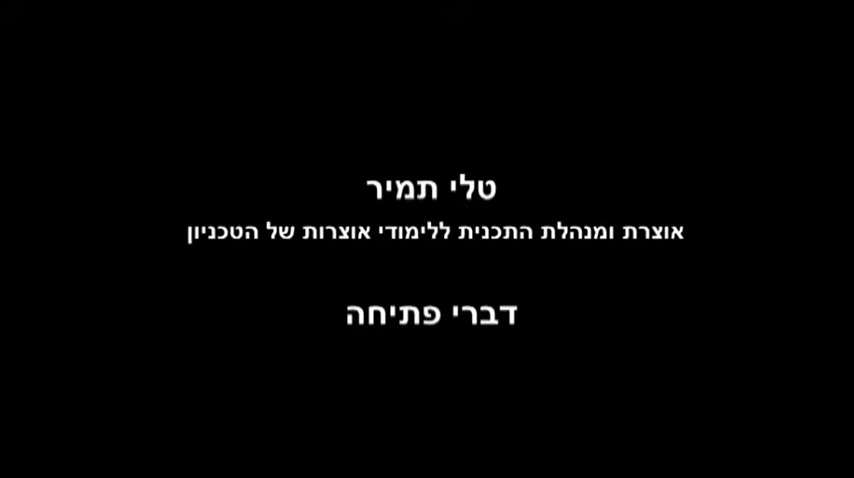 טלי תמיר
אוצרת ומנהלת התכנית ללימודי אוצרות של הטכניון
דברי פתיחה